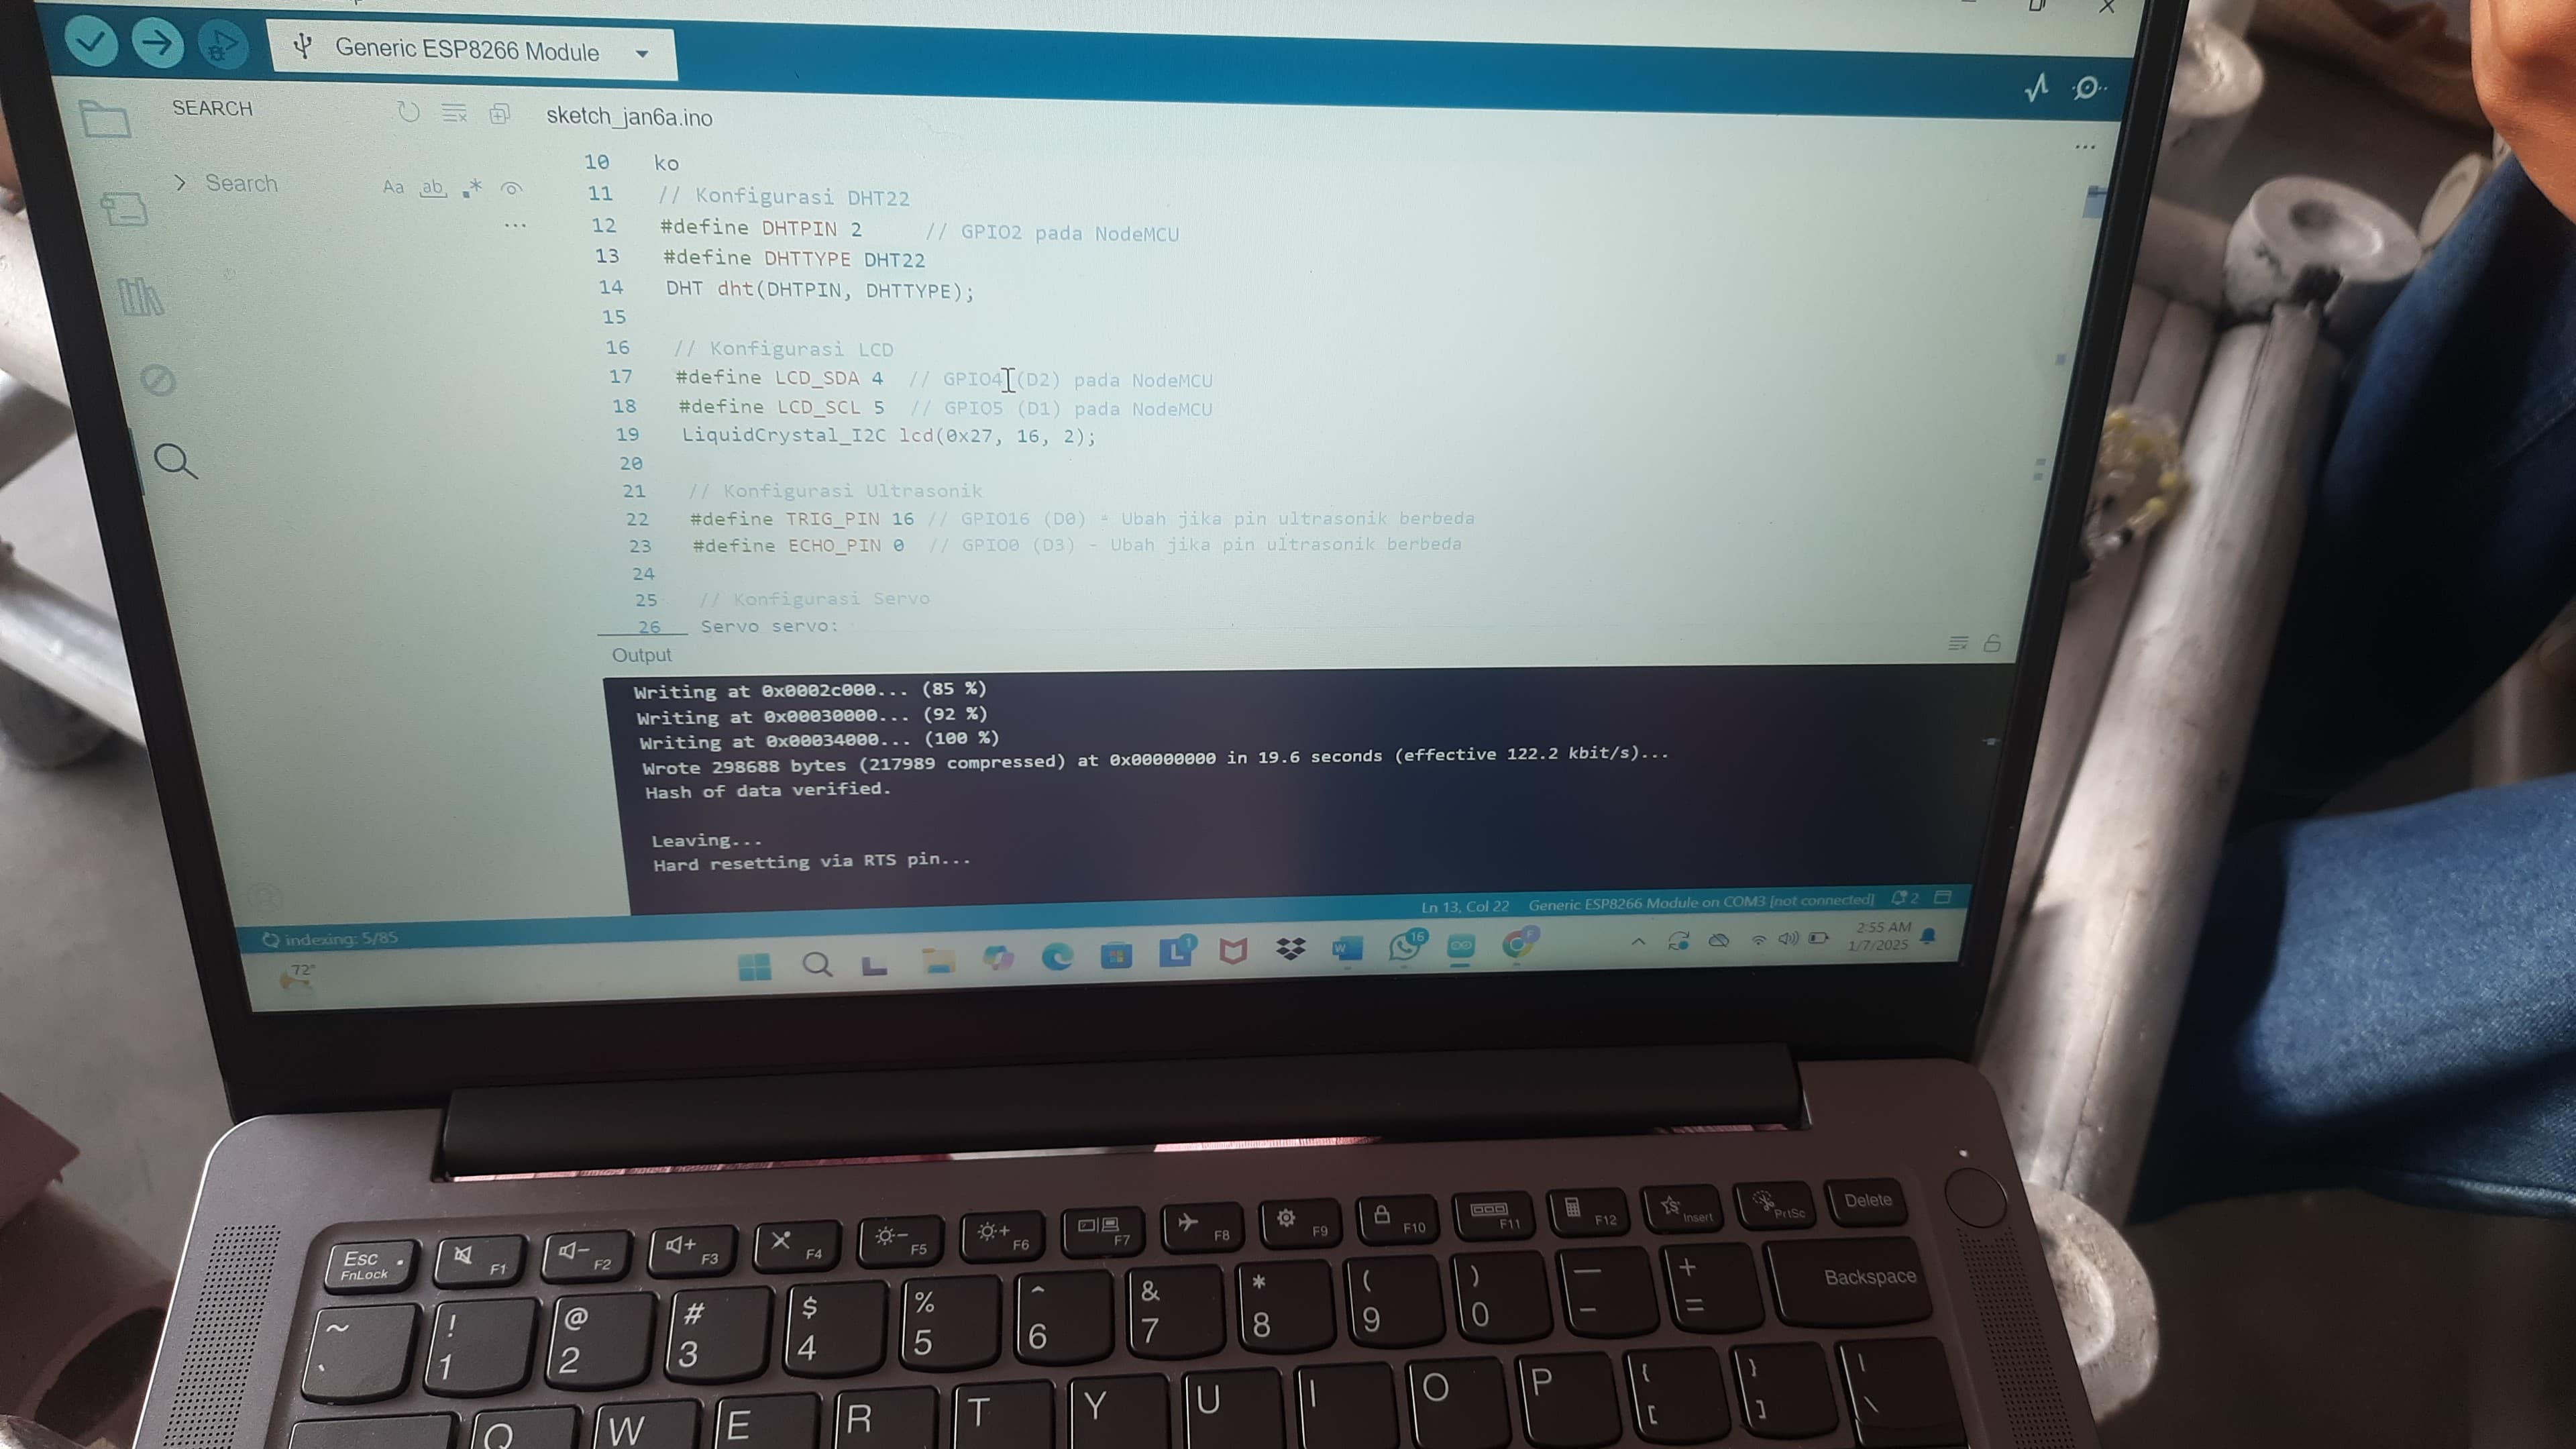 Generic ESP8266 Module
SEARCH
sketch_jan6a.ino
Search
Aa
ab
.*
...
...
10 ko
11 // Konfigurasi DHT22
12 #define DHTPIN 2 // GPIO2 pada NodeMCU
13 #define DHTTYPE DHT22
14 DHT dht(DHTPIN, DHTTYPE);
15
16 // Konfigurasi LCD
17 #define LCD_SDA 4 // GPIO4 (D2) pada NodeMCU
18 #define LCD_SCL 5 // GPIO5 (D1) pada NodeMCU
19 LiquidCrystal_I2C lcd(0x27, 16, 2);
20
21 // Konfigurasi Ultrasonik
22 #define TRIG_PIN 16 // GPIO16 (D0) - Ubah jika pin ultrasonik berbeda
23 #define ECHO_PIN 0 // GPIO0 (D3) - Ubah jika pin ultrasonik berbeda
24
25 // Konfigurasi Servo
26 Servo servo;
Output
Writing at 0x0002c000... (85 %)
Writing at 0x00030000... (92 %)
Writing at 0x00034000... (100 %)
Wrote 298688 bytes (217989 compressed) at 0x00000000 in 19.6 seconds (effective 122.2 kbit/s)...
Hash of data verified.
Leaving...
Hard resetting via RTS pin...
Ln 13, Col 22 Generic ESP8266 Module on COM3 [not connected] 2
indexing: 5/85
72°
L 1
W
16
F
2:55 AM
1/7/2025
Esc FnLock
F1
F2
F3
F4
F5
F6
F7
F8
F9
F10
F11
F12
Insert
PrtSc
Delete
~ `
! 1
@ 2
# 3
$ 4
% 5
^ 6
& 7
* 8
( 9
) 0
— -
+ =
Backspace
Q W E R T Y U I O P { [ } ] | \